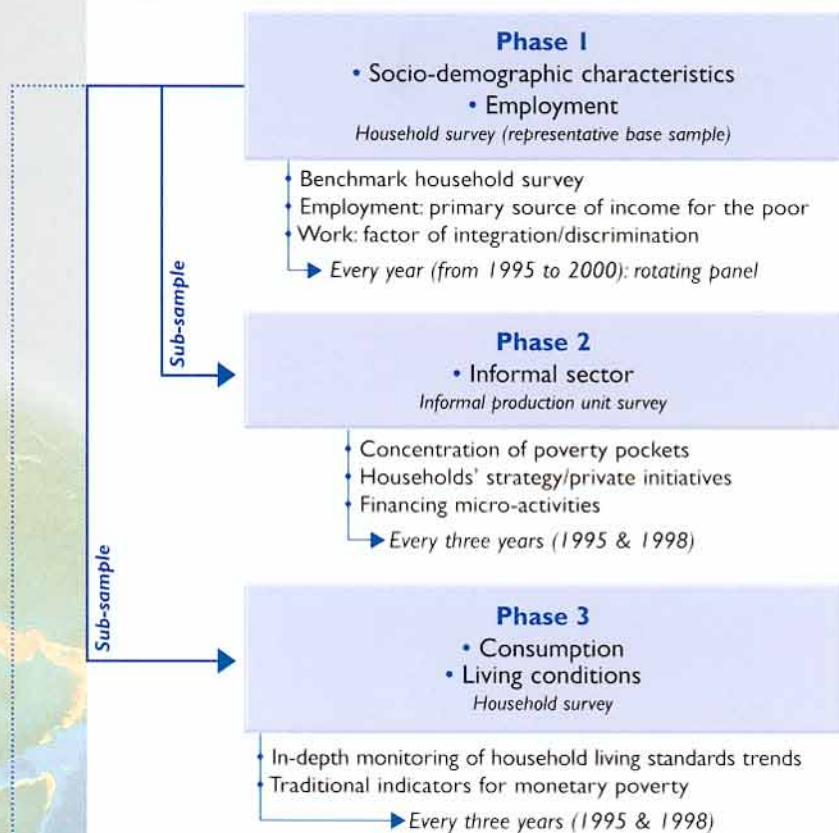 Phase 1
• Socio-demographic characteristics
• Employment
Household survey (representative base sample)
• Benchmark household survey
• Employment: primary source of income for the poor
• Work: factor of integration/discrimination
Every year (from 1995 to 2000): rotating panel
Sub-sample
Phase 2
• Informal sector
Informal production unit survey
• Concentration of poverty pockets
• Households' strategy/private initiatives
• Financing micro-activities
Every three years (1995 & 1998)
Sub-sample
Phase 3
• Consumption
• Living conditions
Household survey
• In-depth monitoring of household living standards trends
• Traditional indicators for monetary poverty
Every three years (1995 & 1998)